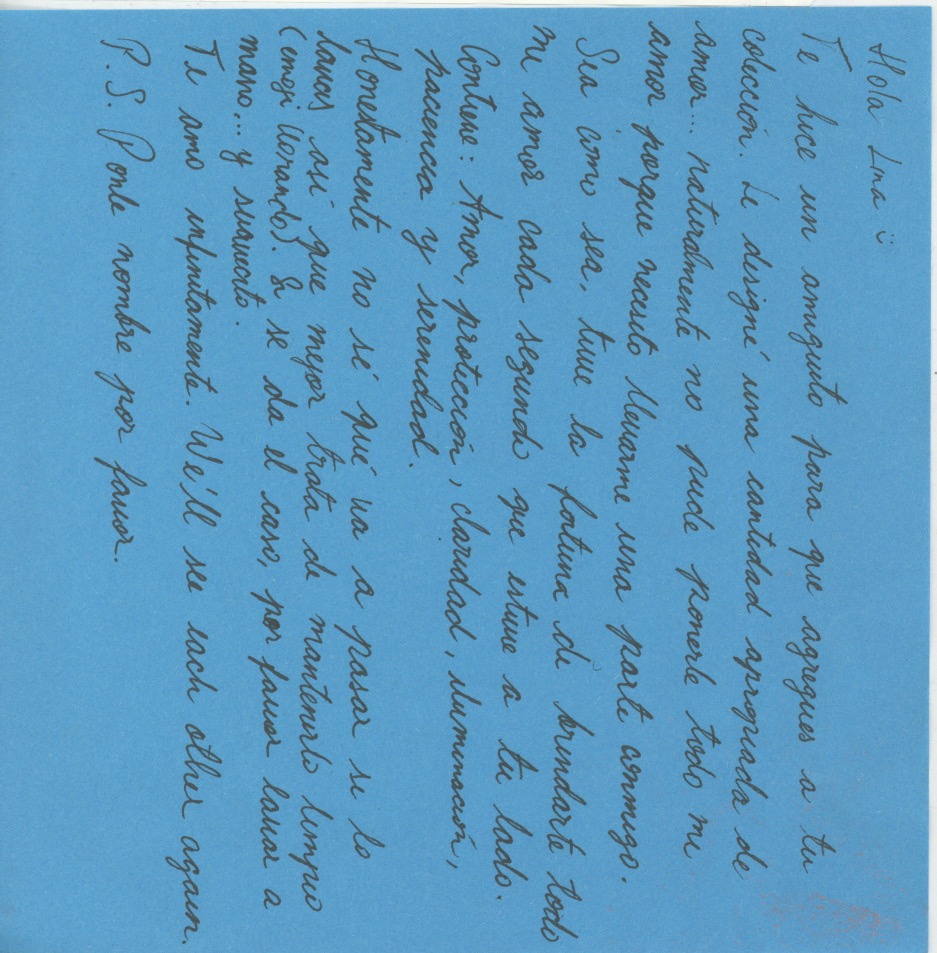 Hola Lina :)
Te hice un amiguito para que agregues a tu
colección. Le designé una cantidad apropiada de
amor... naturalmente no pude ponerle todo mi
amor porque necesito llevarme una parte conmigo.
Sea como sea, tuve la fortuna de brindarte todo
mi amor cada segundo que estuve a tu lado.
Contiene: Amor, protección, claridad, iluminación,
paciencia y serenidad.
Honestamente no sé qué va a pasar si lo
lavas así que mejor trata de mantenerlo limpio
(emoji llorando). Si se da el caso, por favor lavar a
mano... y suavecito.
Te amo infinitamente. We'll see each other again.
P.S. Ponle nombre por favor.